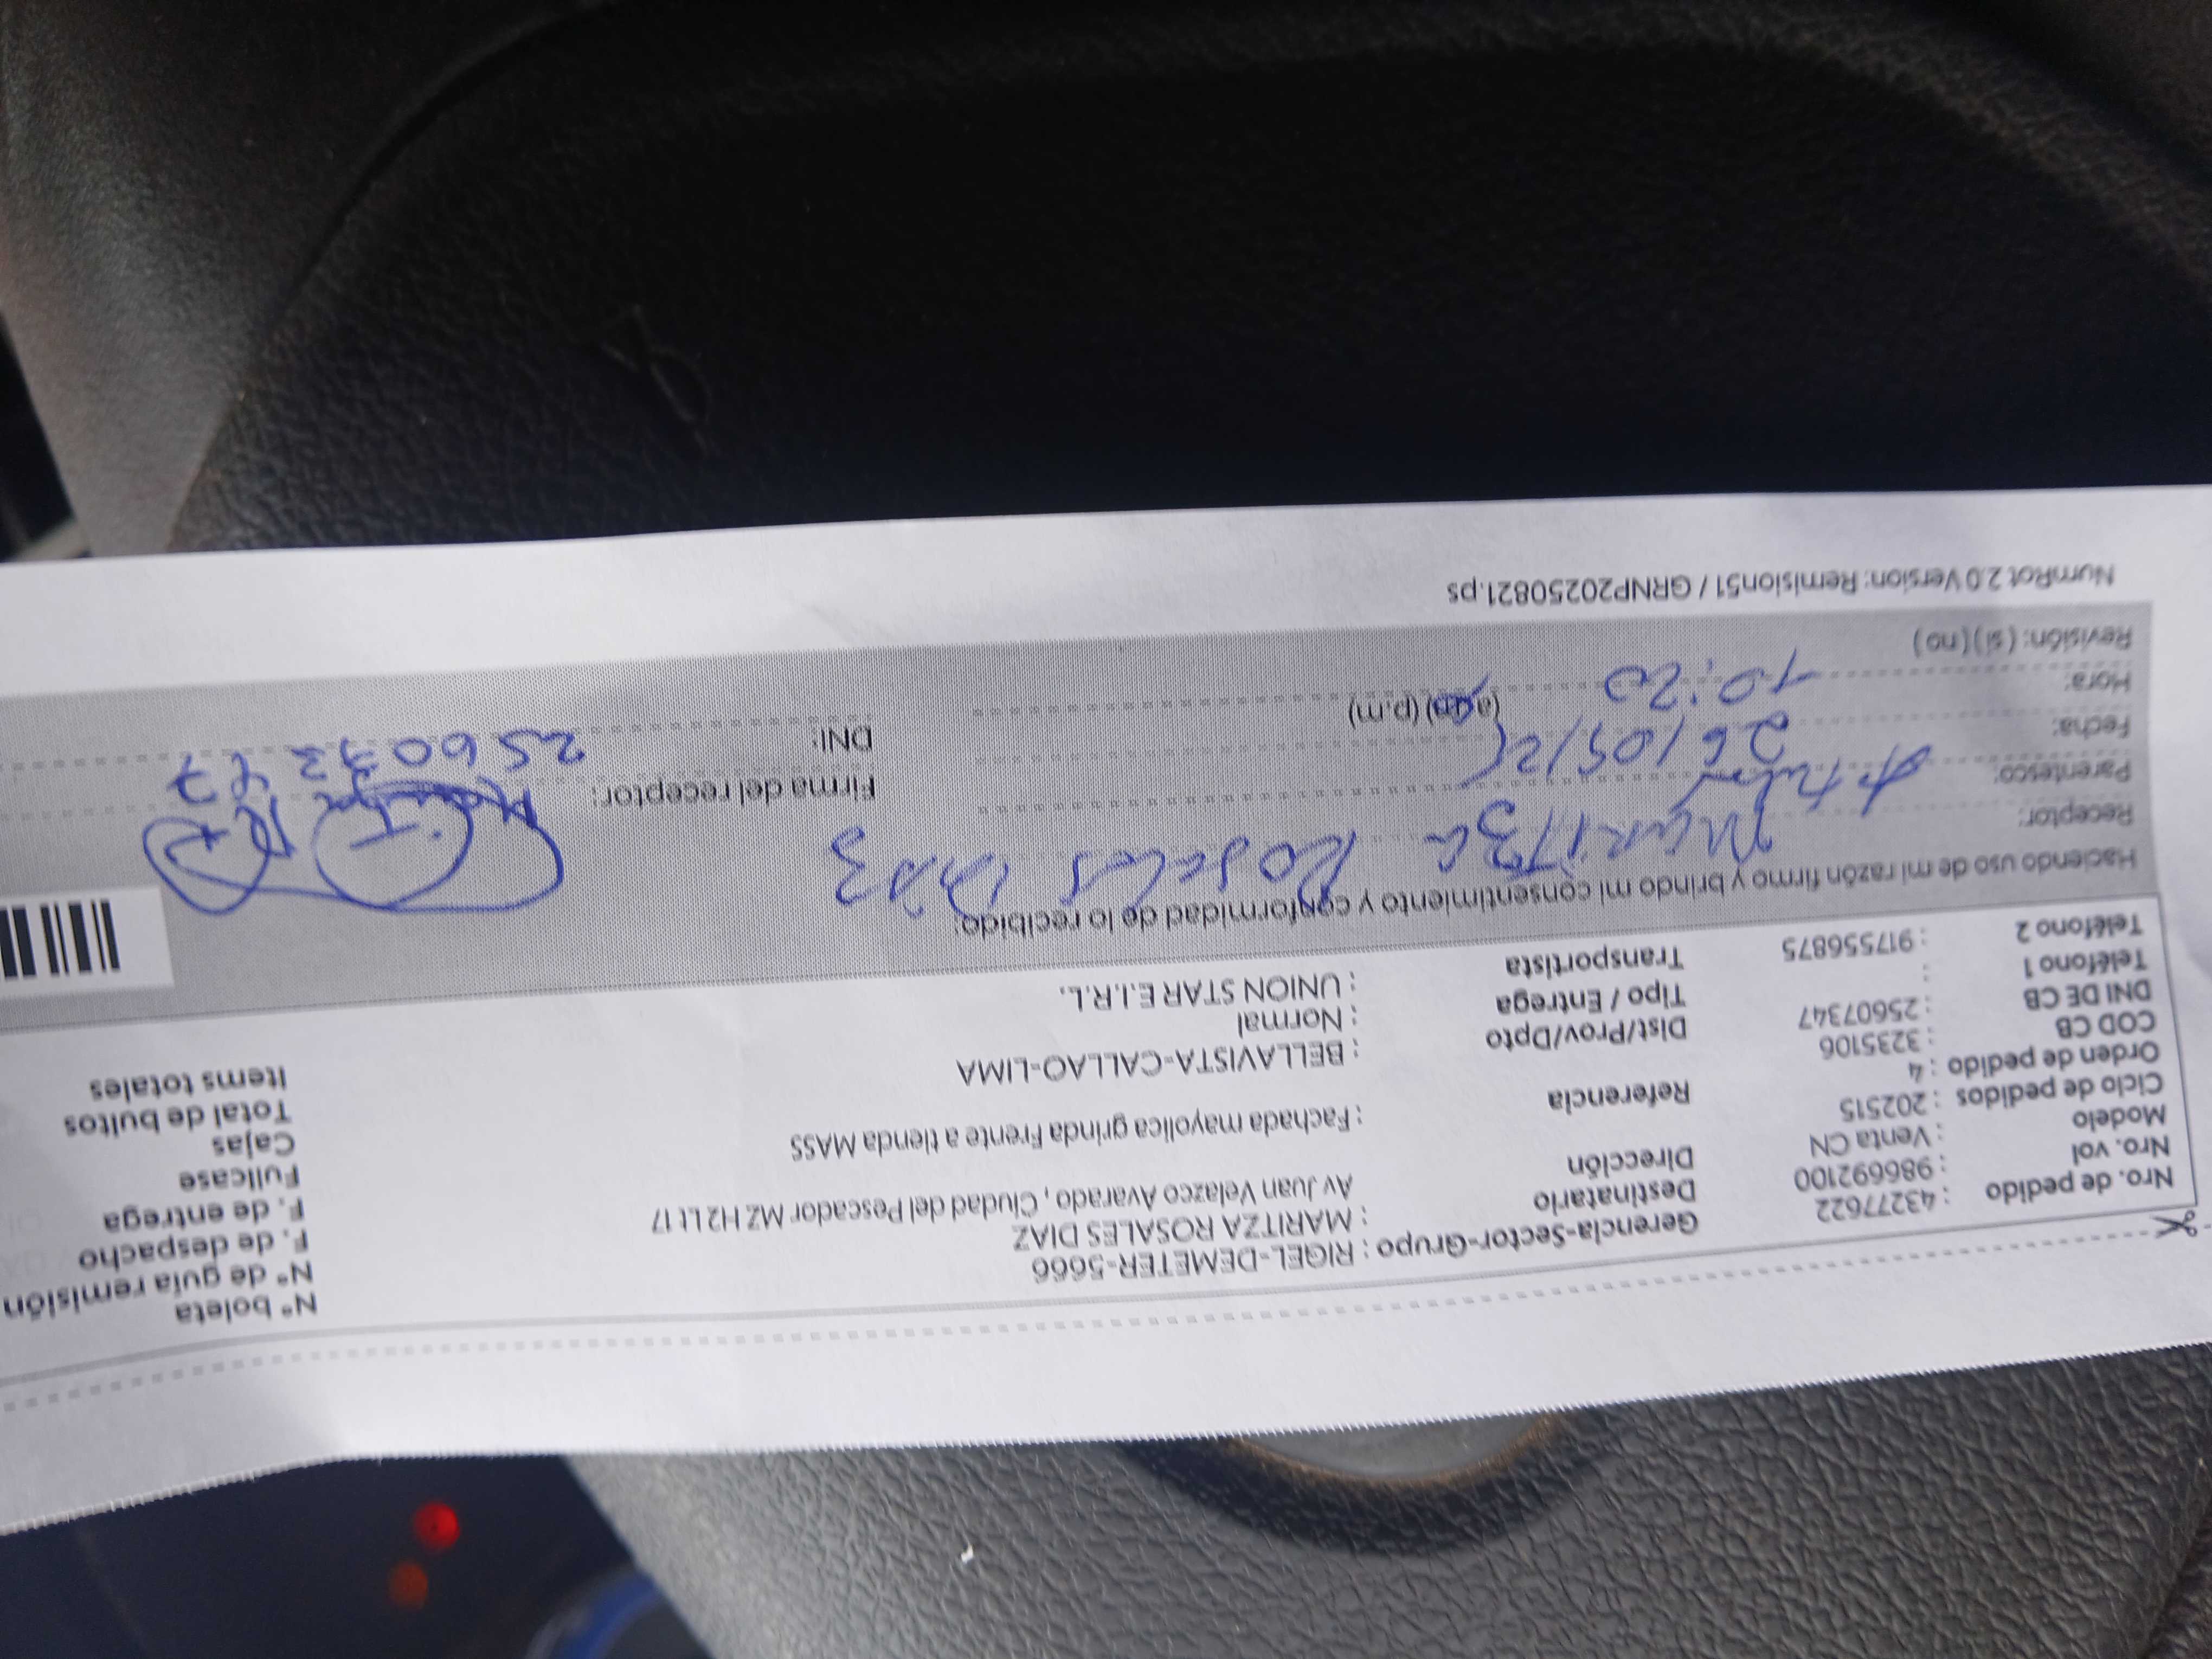 Nro. de pedido : 43277622
Nro. vol : 986692100
Modelo : Venta CN
Ciclo de pedidos : 202515
Orden de pedido : 4
COD CB : 3235106
DNI DE CB : 25607347
Teléfono 1 :
Teléfono 2 : 917556875
Gerencia-Sector-Grupo : RIGEL-DEMETER-5666
Destinatario : MARITZA ROSALES DIAZ
Dirección Av Juan Velazco Avarado , Ciudad del Pescador MZ H2 Lt 17
Referencia : Fachada mayolica grinda Frente a tienda MASS
Dist/Prov/Dpto : BELLAVISTA-CALLAO-LIMA
Tipo / Entrega : Normal
Transportista : UNION STAR E.I.R.L.
N° boleta
N° de guía remisión
F. de despacho
F. de entrega
Fullcase
Cajas
Total de bultos
Items totales
Haciendo uso de mi razón firmo y brindo mi consentimiento y conformidad de lo recibido:
Receptor: Maritza Rosales Diaz
Parentesco: Titular
Fecha:
Hora: 10:20 (a.m) (p.m)
Revisión: (si) (no)
Firma del receptor:
DNI: 25607347
NumRot 2.0 Version: Remision51 / GRNP20250821.ps